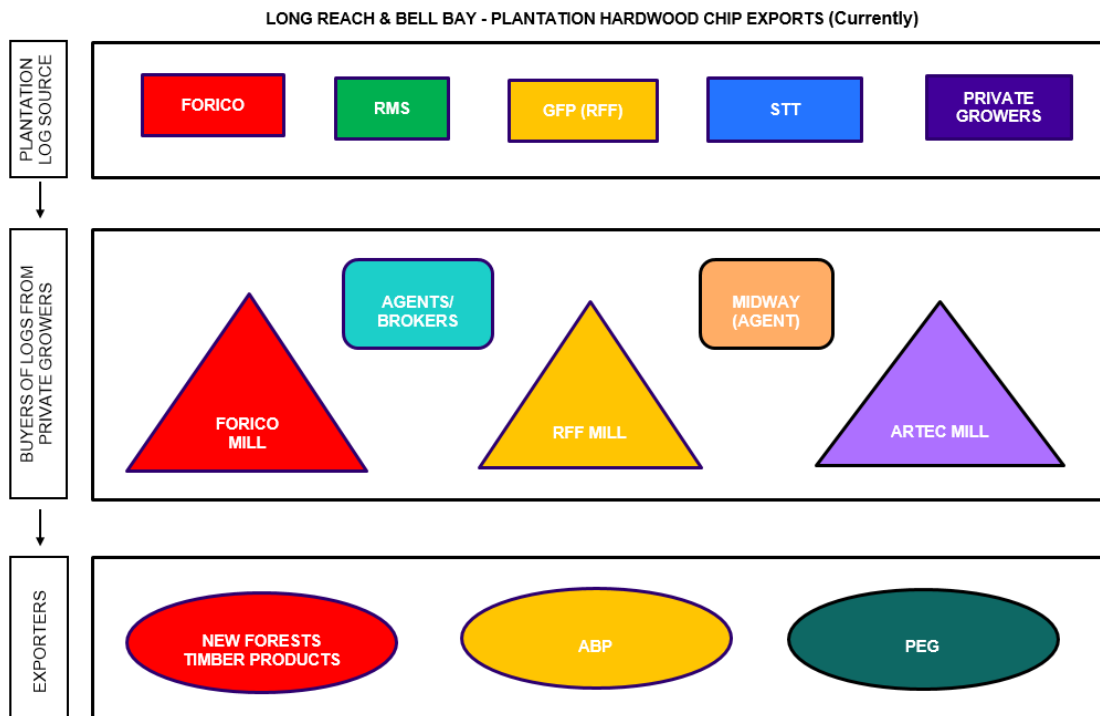 LONG REACH & BELL BAY - PLANTATION HARDWOOD CHIP EXPORTS (Currently)
PLANTATION
LOG SOURCE
FORICO
RMS
GFP (RFF)
STT
PRIVATE
GROWERS
BUYERS OF LOGS FROM
PRIVATE GROWERS
AGENTS/
BROKERS
MIDWAY
(AGENT)
FORICO
MILL
RFF MILL
ARTEC MILL
EXPORTERS
NEW FORESTS
TIMBER PRODUCTS
ABP
PEG